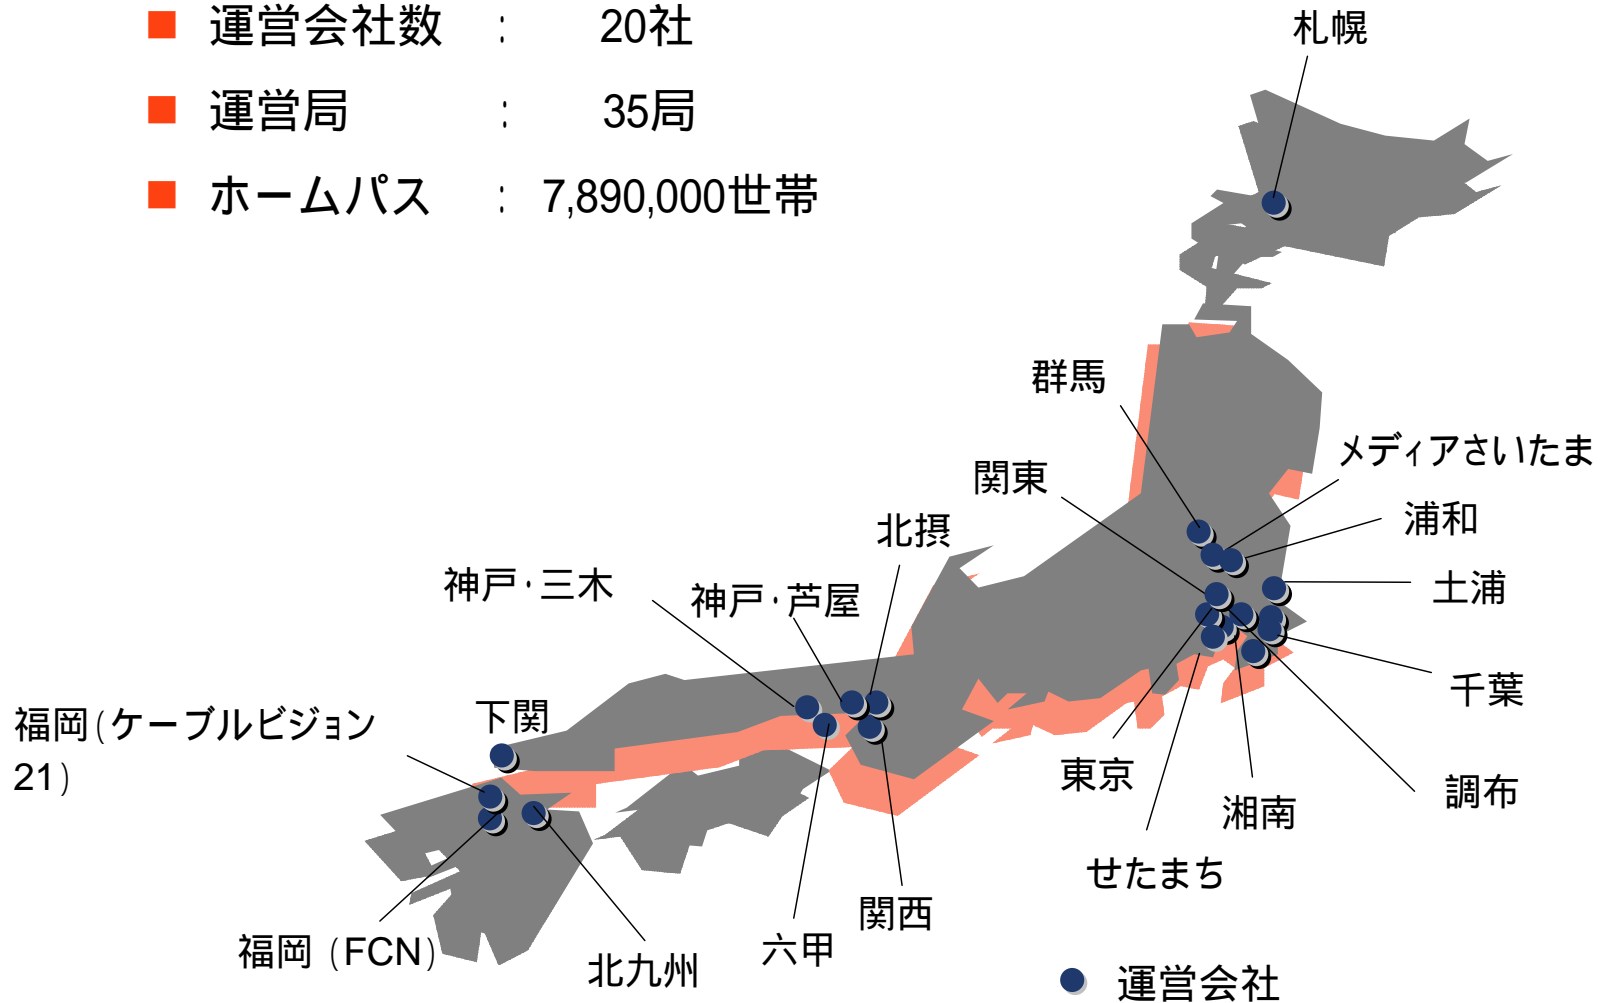 運営会社数 : 20社
運営局 : 35局
ホームパス : 7,890,000世帯
札幌
群馬
メディアさいたま
関東
浦和
北摂
土浦
神戸・三木
神戸・芦屋
千葉
福岡(ケーブルビジョン
21)
下関
東京
調布
湘南
せたまち
関西
福岡 (FCN)
六甲
北九州
運営会社